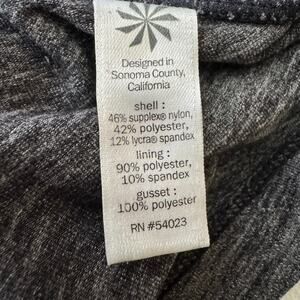 Designed in
Sonoma County,
California
shell :
46% supplex® nylon,
42% polyester,
12% lycra® spandex
lining :
90% polyester,
10% spandex
gusset :
100% polyester
RN #54023